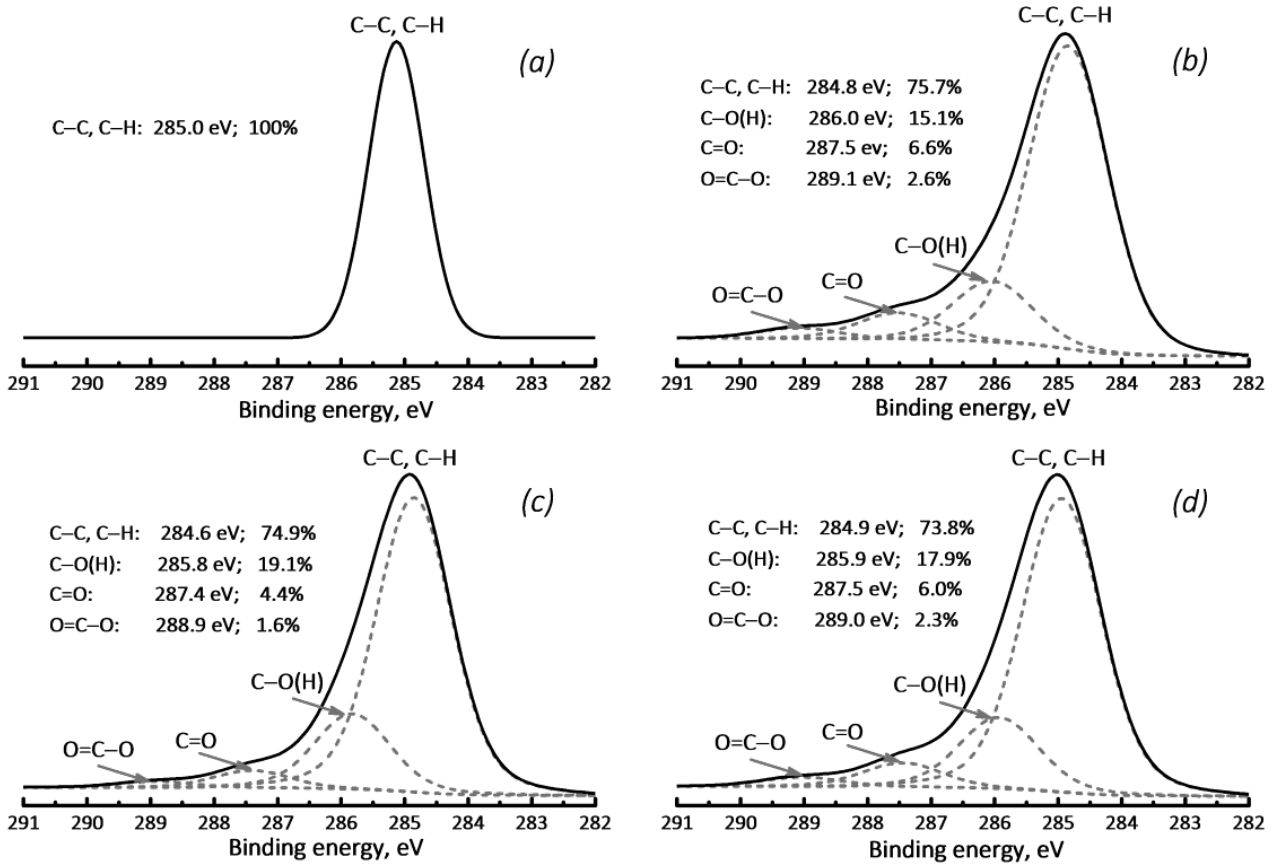 C–C, C–H
(a)
C–C, C–H: 285.0 eV; 100%
291 290 289 288 287 286 285 284 283 282
Binding energy, eV
C–C, C–H
(b)
C–C, C–H: 284.8 eV; 75.7%
C–O(H): 286.0 eV; 15.1%
C=O: 287.5 ev; 6.6%
O=C–O: 289.1 eV; 2.6%
C–O(H)
C=O
O=C–O
291 290 289 288 287 286 285 284 283 282
Binding energy, eV
C–C, C–H
(c)
C–C, C–H: 284.6 eV; 74.9%
C–O(H): 285.8 eV; 19.1%
C=O: 287.4 eV; 4.4%
O=C–O: 288.9 eV; 1.6%
C–O(H)
C=O
O=C–O
291 290 289 288 287 286 285 284 283 282
Binding energy, eV
C–C, C–H
(d)
C–C, C–H: 284.9 eV; 73.8%
C–O(H): 285.9 eV; 17.9%
C=O: 287.5 eV; 6.0%
O=C–O: 289.0 eV; 2.3%
C–O(H)
C=O
O=C–O
291 290 289 288 287 286 285 284 283 282
Binding energy, eV